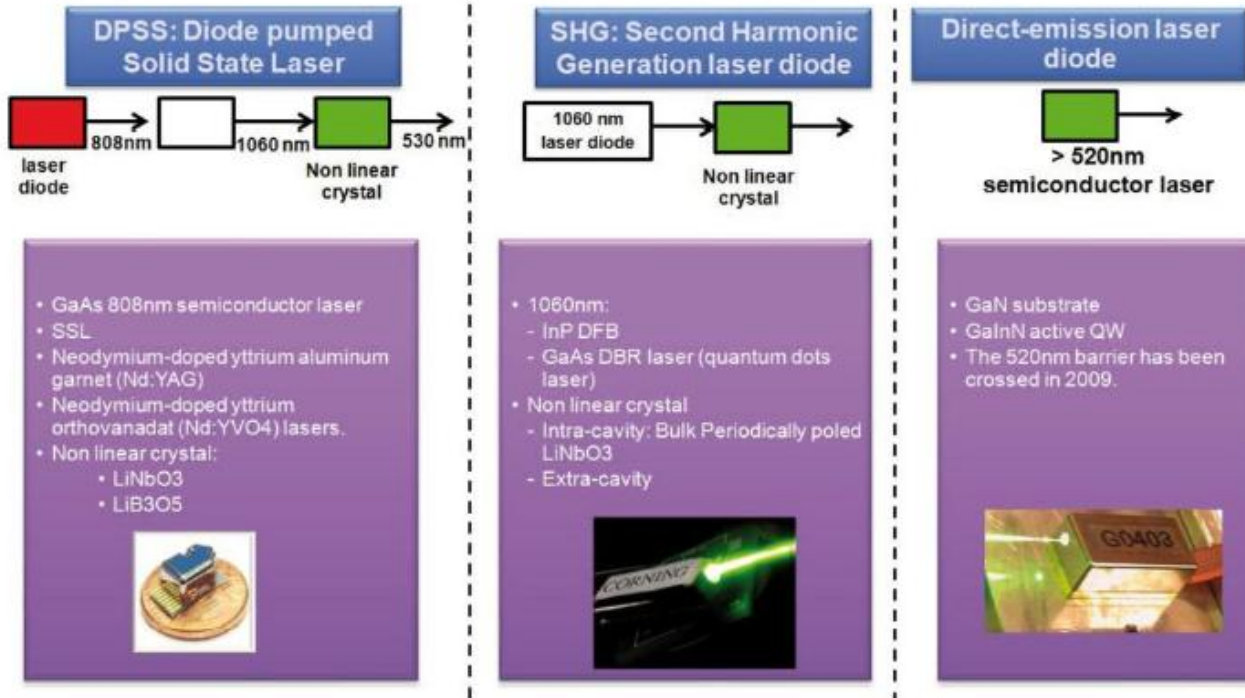 DPSS: Diode pumped
Solid State Laser
808nm
1060 nm
530 nm
laser
diode
Non linear
crystal
• GaAs 808nm semiconductor laser
• SSL
• Neodymium-doped yttrium aluminum
garnet (Nd:YAG)
• Neodymium-doped yttrium
orthovanadat (Nd:YVO4) lasers.
• Non linear crystal:
• LiNbO3
• LiB3O5
SHG: Second Harmonic
Generation laser diode
1060 nm
laser diode
Non linear
crystal
• 1060nm:
- InP DFB
- GaAs DBR laser (quantum dots
laser)
• Non linear crystal
- Intra-cavity: Bulk Periodically poled
LiNbO3
- Extra-cavity
CORNING
Direct-emission laser
diode
> 520nm
semiconductor laser
• GaN substrate
• GaInN active QW
• The 520nm barrier has been
crossed in 2009.
G0403